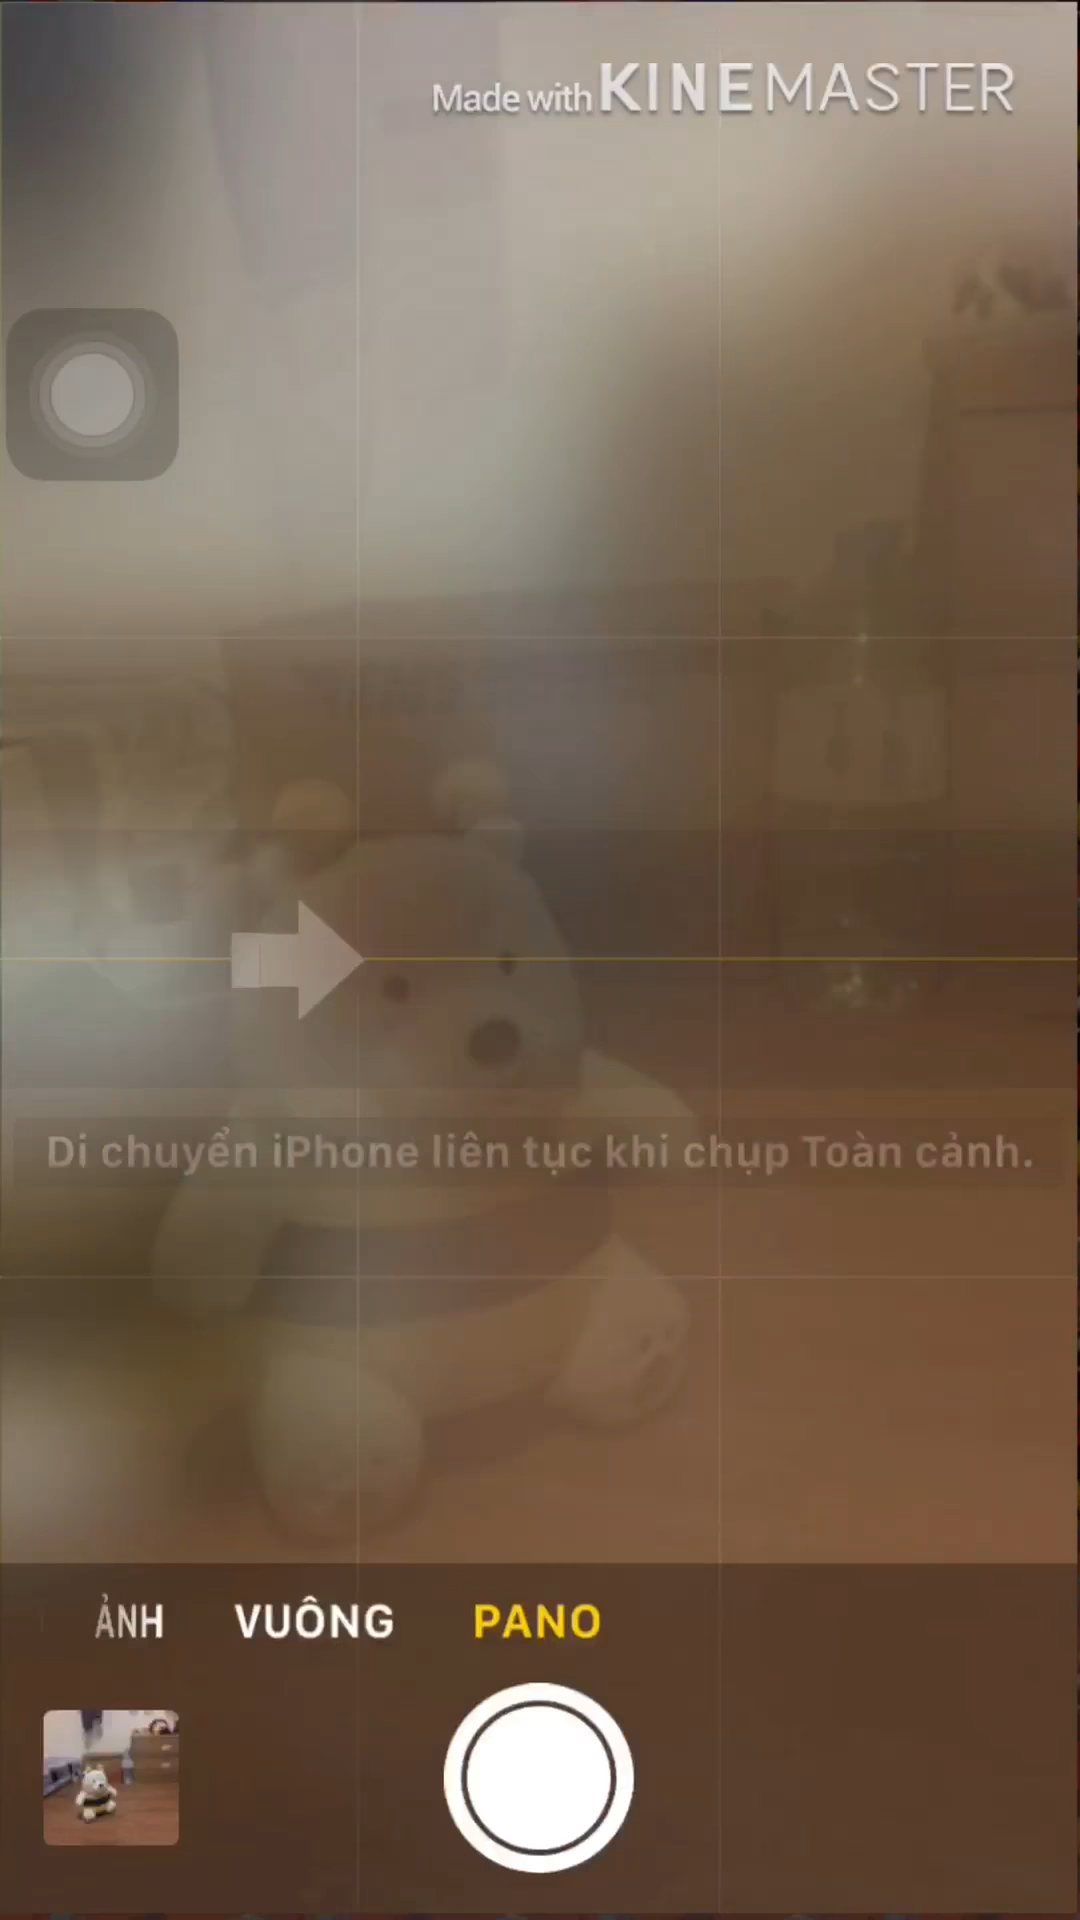 Made with KINEMASTER
Di chuyển iPhone liên tục khi chụp Toàn cảnh.
ẢNH VUÔNG PANO